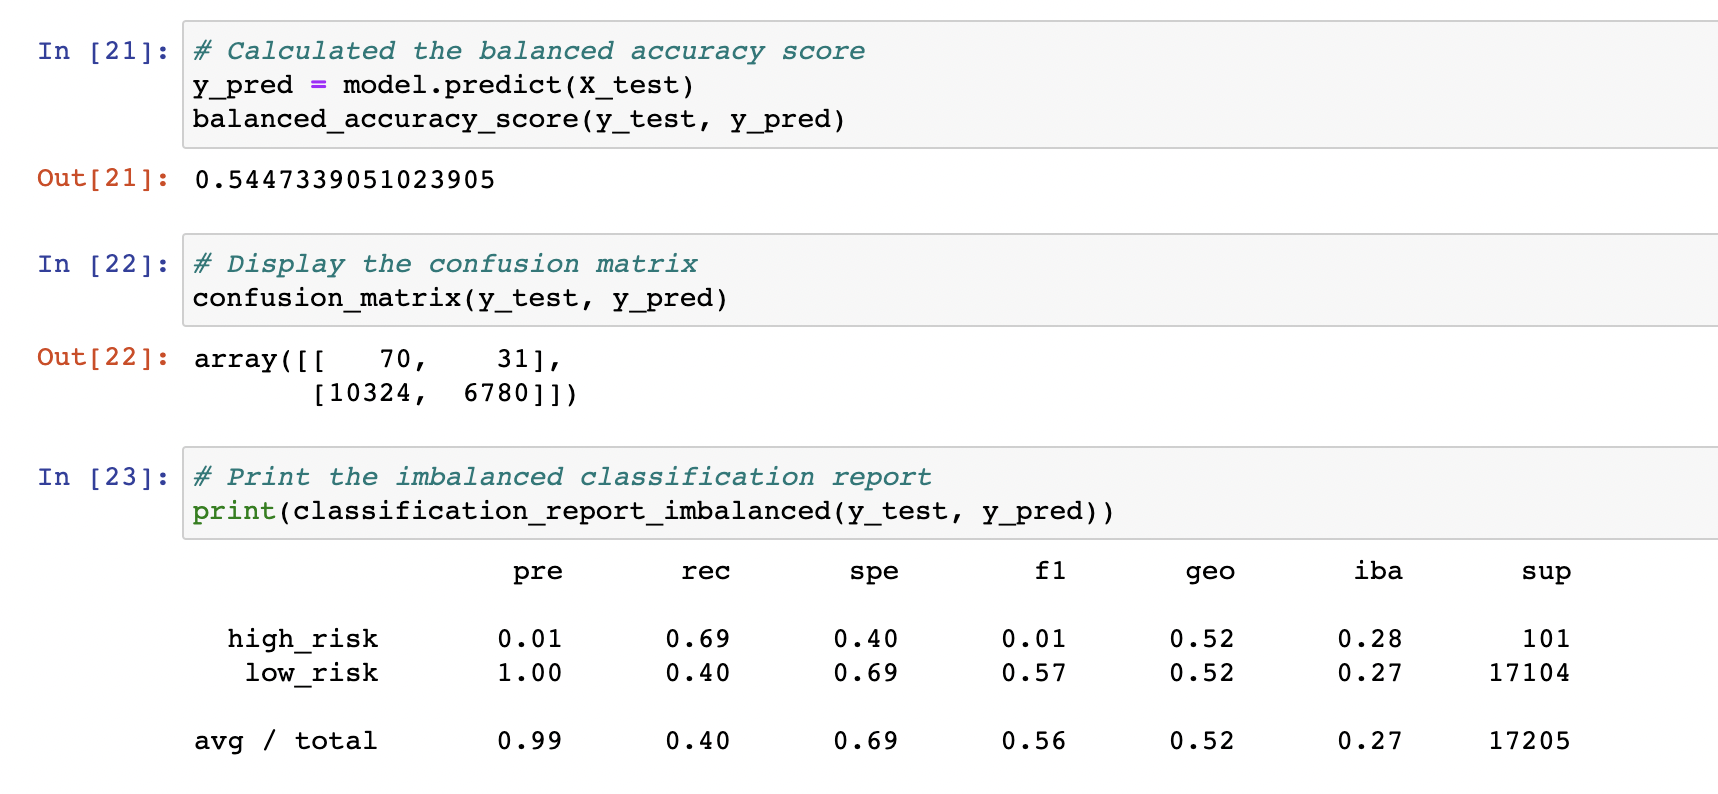 In [21]: # Calculated the balanced accuracy score
y_pred = model.predict(X_test)
balanced_accuracy_score(y_test, y_pred)
Out[21]: 0.5447339051023905
In [22]: # Display the confusion matrix
confusion_matrix(y_test, y_pred)
Out[22]: array([[   70,    31],
       [10324,  6780]])
In [23]: # Print the imbalanced classification report
print(classification_report_imbalanced(y_test, y_pred))
pre rec spe f1 geo iba sup
high_risk 0.01 0.69 0.40 0.01 0.52 0.28 101
low_risk 1.00 0.40 0.69 0.57 0.52 0.27 17104
avg / total 0.99 0.40 0.69 0.56 0.52 0.27 17205